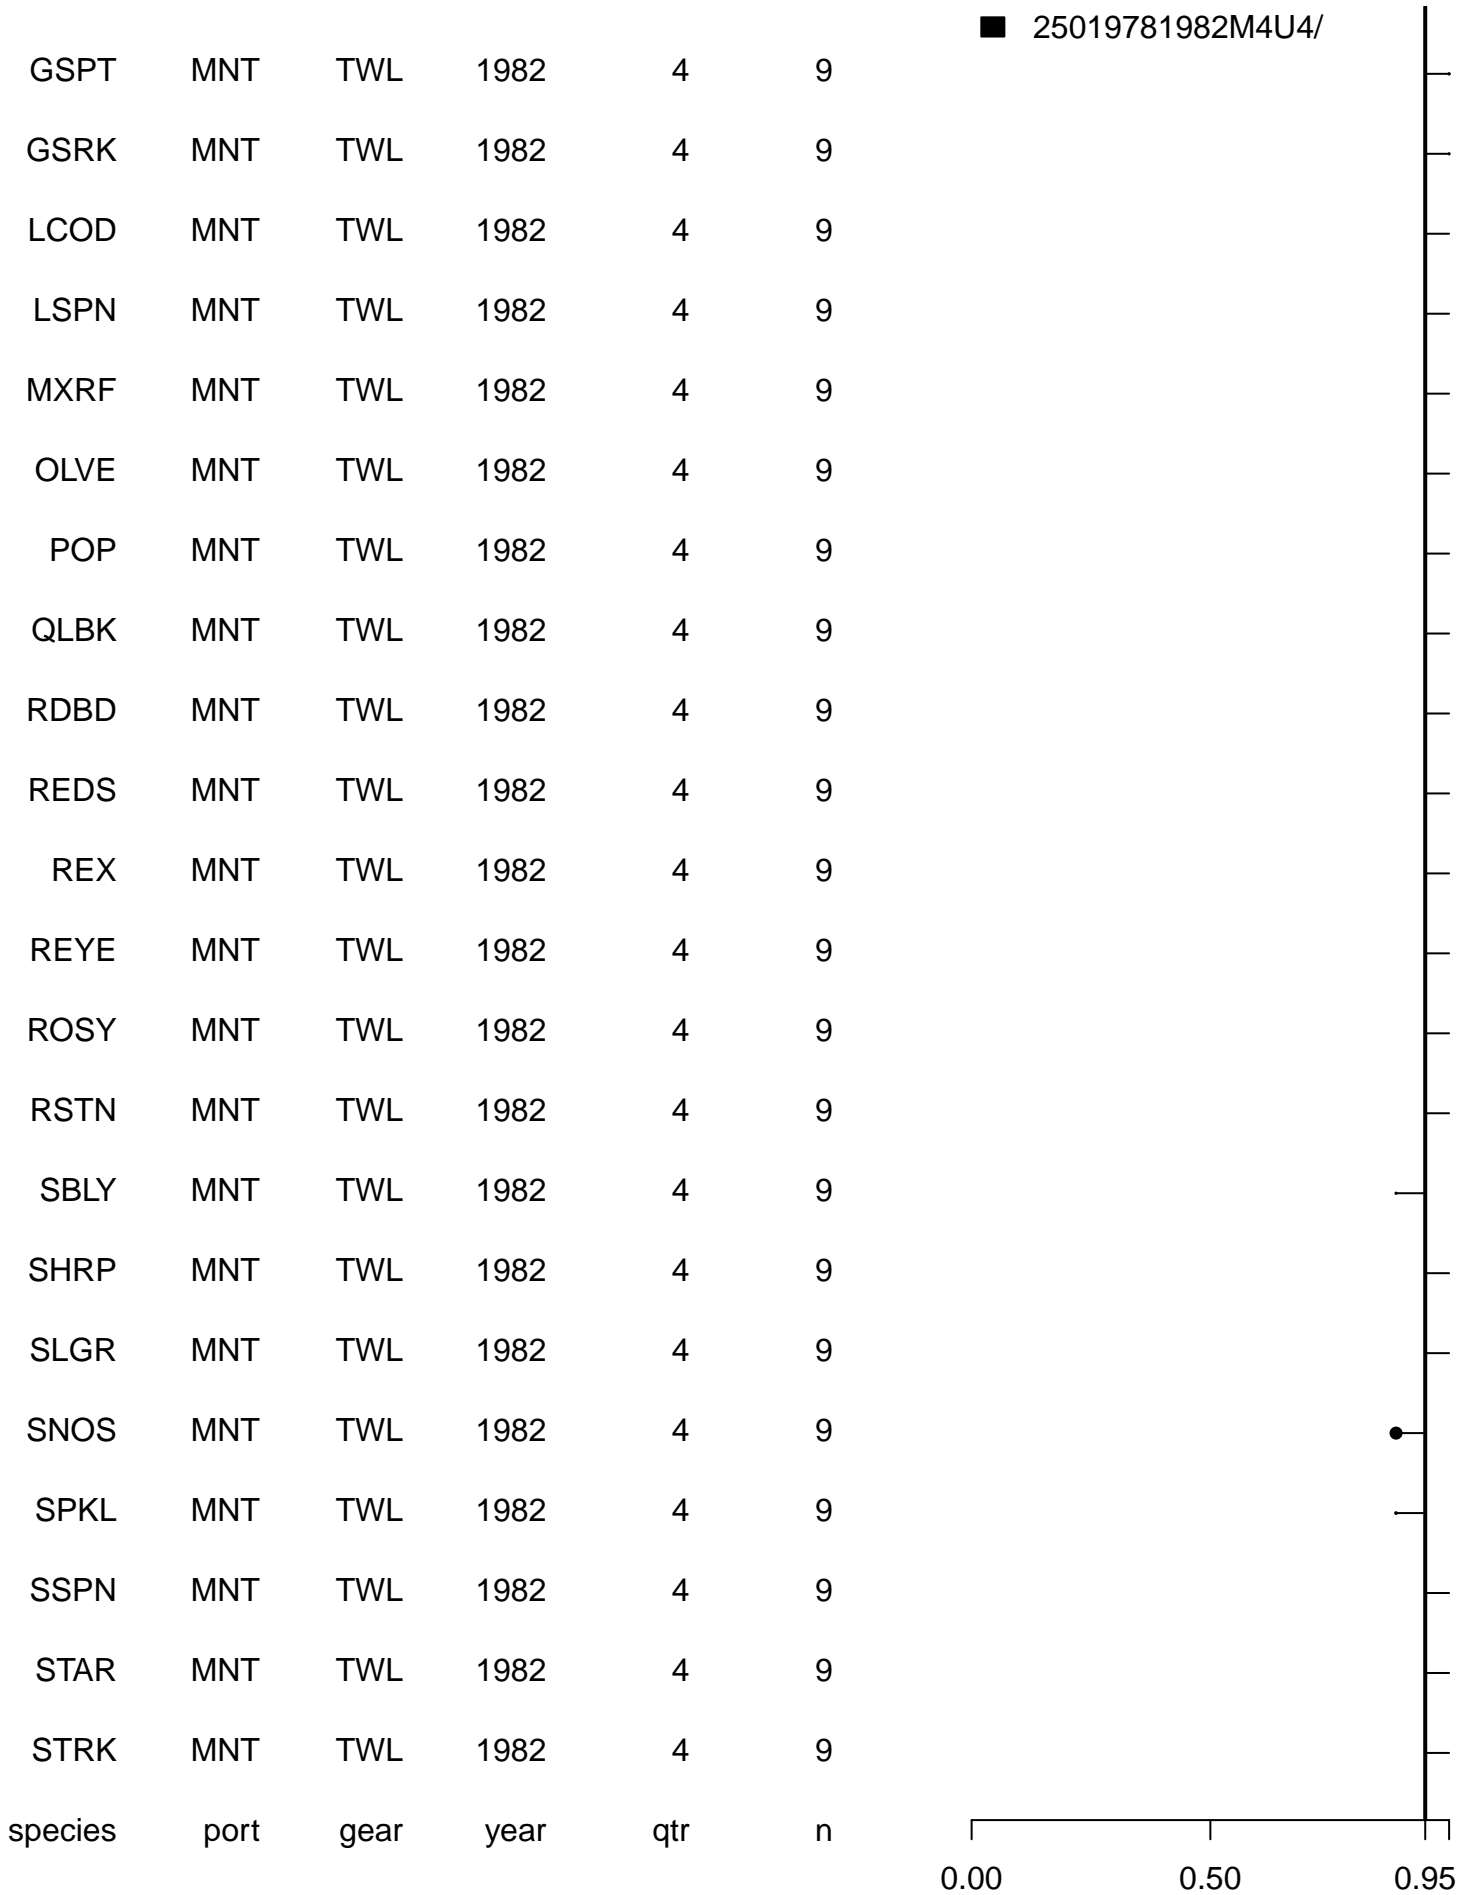 25019781982M4U4/
GSPT MNT TWL 1982 4 9
GSRK MNT TWL 1982 4 9
LCOD MNT TWL 1982 4 9
LSPN MNT TWL 1982 4 9
MXRF MNT TWL 1982 4 9
OLVE MNT TWL 1982 4 9
POP MNT TWL 1982 4 9
QLBK MNT TWL 1982 4 9
RDBD MNT TWL 1982 4 9
REDS MNT TWL 1982 4 9
REX MNT TWL 1982 4 9
REYE MNT TWL 1982 4 9
ROSY MNT TWL 1982 4 9
RSTN MNT TWL 1982 4 9
SBLY MNT TWL 1982 4 9
SHRP MNT TWL 1982 4 9
SLGR MNT TWL 1982 4 9
SNOS MNT TWL 1982 4 9
SPKL MNT TWL 1982 4 9
SSPN MNT TWL 1982 4 9
STAR MNT TWL 1982 4 9
STRK MNT TWL 1982 4 9
species port gear year qtr n
0.00 0.50 0.95